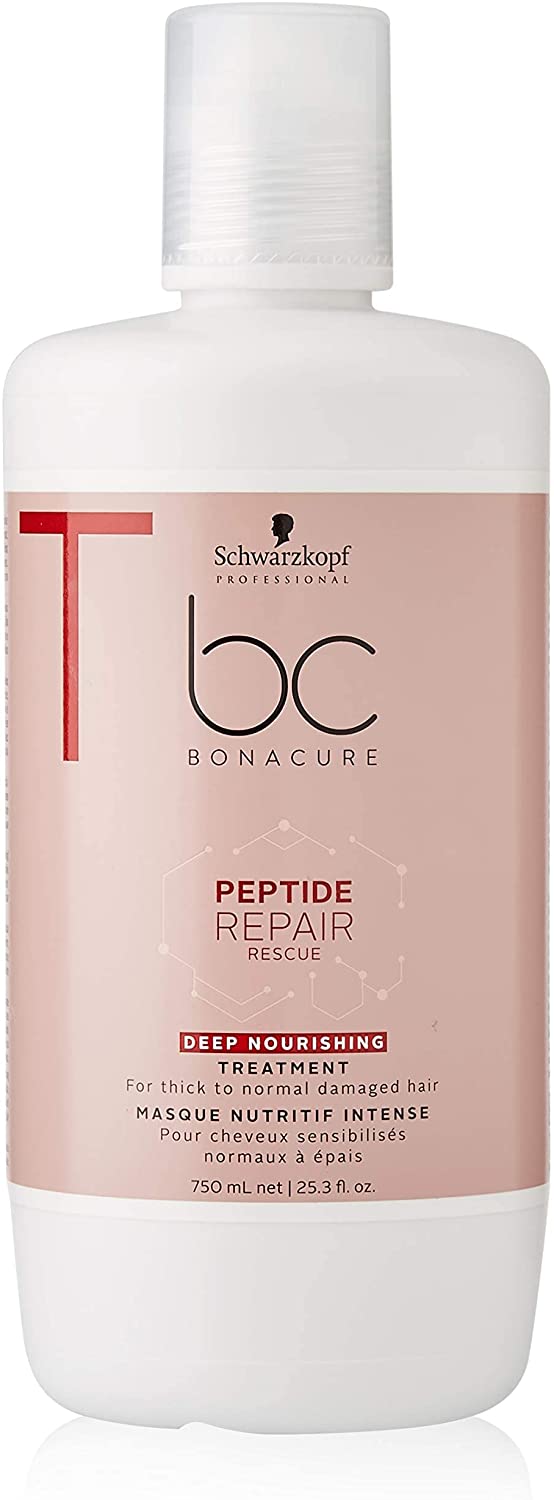 T
Schwarzkopf
PROFESSIONAL
bc
BONACURE
PEPTIDE
REPAIR
RESCUE
DEEP NOURISHING
TREATMENT
For thick to normal damaged hair
MASQUE NUTRITIF INTENSE
Pour cheveux sensibilisés
normaux à épais
750 mL net | 25.3 fl. oz.